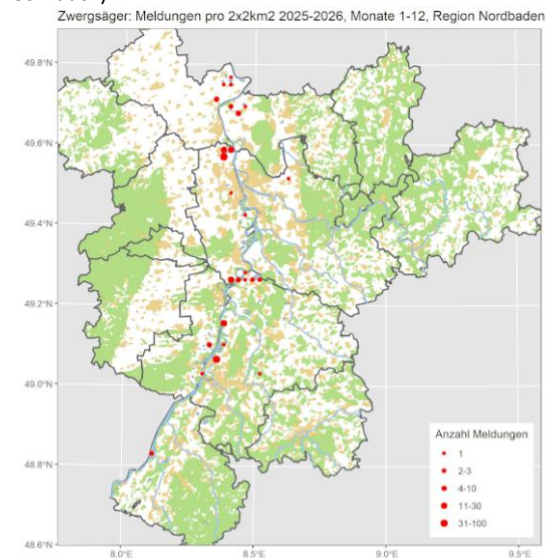 Zwergsäger: Meldungen pro 2x2km2 2025-2026, Monate 1-12, Region Nordbaden
49.8°N
49.6°N
49.4°N
49.2°N
49.0°N
48.8°N
48.6°N
Anzahl Meldungen
1
2-3
4-10
11-30
31-100
8.0°E
8.5°E
9.0°E
9.5°E